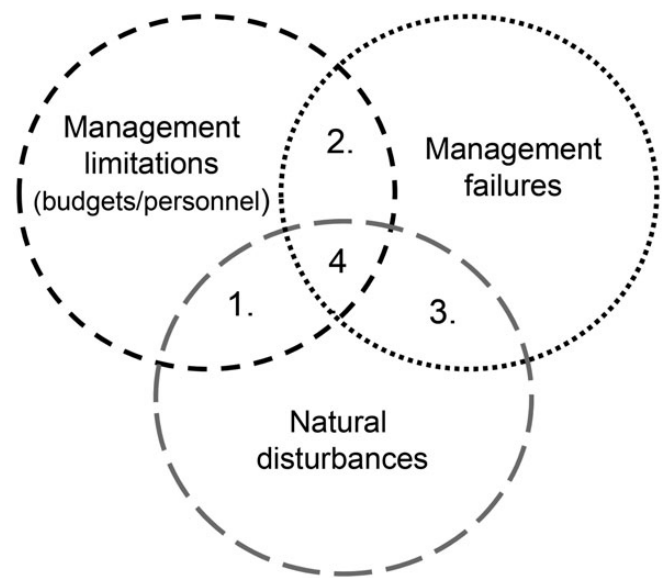 Management
limitations
(budgets/personnel)
2.
Management
failures
4
1.
3.
Natural
disturbances